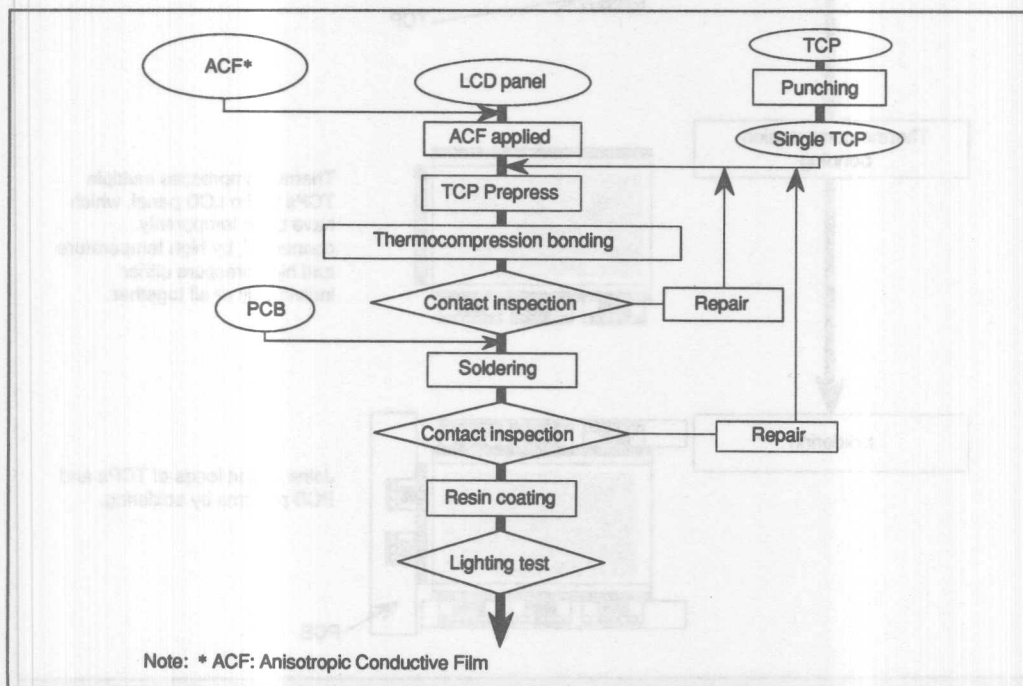 ACF*
LCD panel
TCP
Punching
Single TCP
ACF applied
TCP Prepress
Thermocompression bonding
Contact inspection
Repair
PCB
Soldering
Contact inspection
Repair
Resin coating
Lighting test
Note: * ACF: Anisotropic Conductive Film